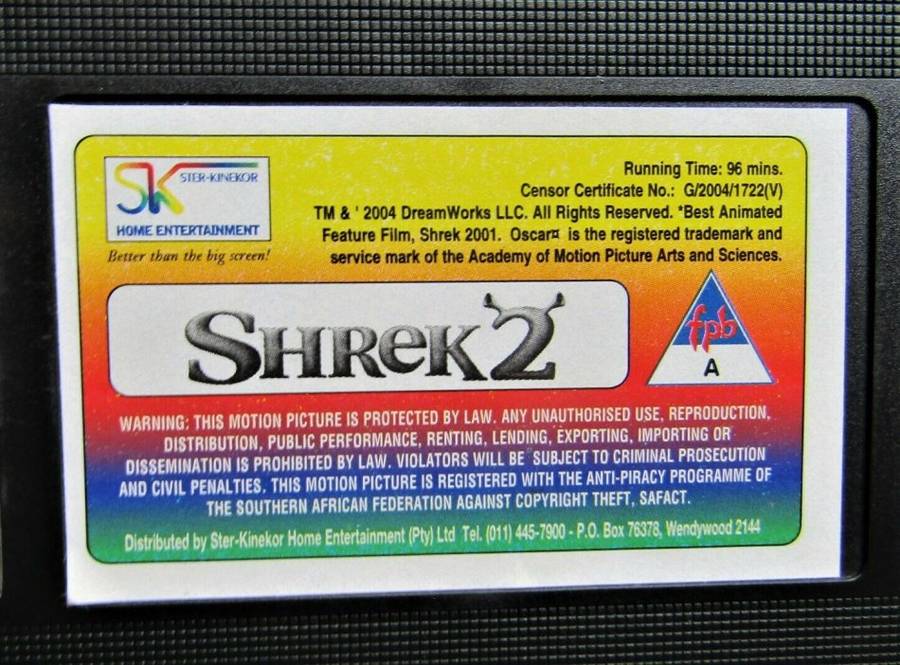 SK STER-KINEKOR
HOME ENTERTAINMENT
Better than the big screen!
Running Time: 96 mins.
Censor Certificate No.: G/2004/1722(V)
TM & ' 2004 DreamWorks LLC. All Rights Reserved. *Best Animated
Feature Film, Shrek 2001. Oscar¤ is the registered trademark and
service mark of the Academy of Motion Picture Arts and Sciences.
SHREK 2
fpb
A
WARNING: THIS MOTION PICTURE IS PROTECTED BY LAW. ANY UNAUTHORISED USE, REPRODUCTION,
DISTRIBUTION, PUBLIC PERFORMANCE, RENTING, LENDING, EXPORTING, IMPORTING OR
DISSEMINATION IS PROHIBITED BY LAW. VIOLATORS WILL BE SUBJECT TO CRIMINAL PROSECUTION
AND CIVIL PENALTIES. THIS MOTION PICTURE IS REGISTERED WITH THE ANTI-PIRACY PROGRAMME OF
THE SOUTHERN AFRICAN FEDERATION AGAINST COPYRIGHT THEFT, SAFACT.
Distributed by Ster-Kinekor Home Entertainment (Pty) Ltd Tel. (011) 445-7900 - P.O. Box 76378, Wendywood 2144